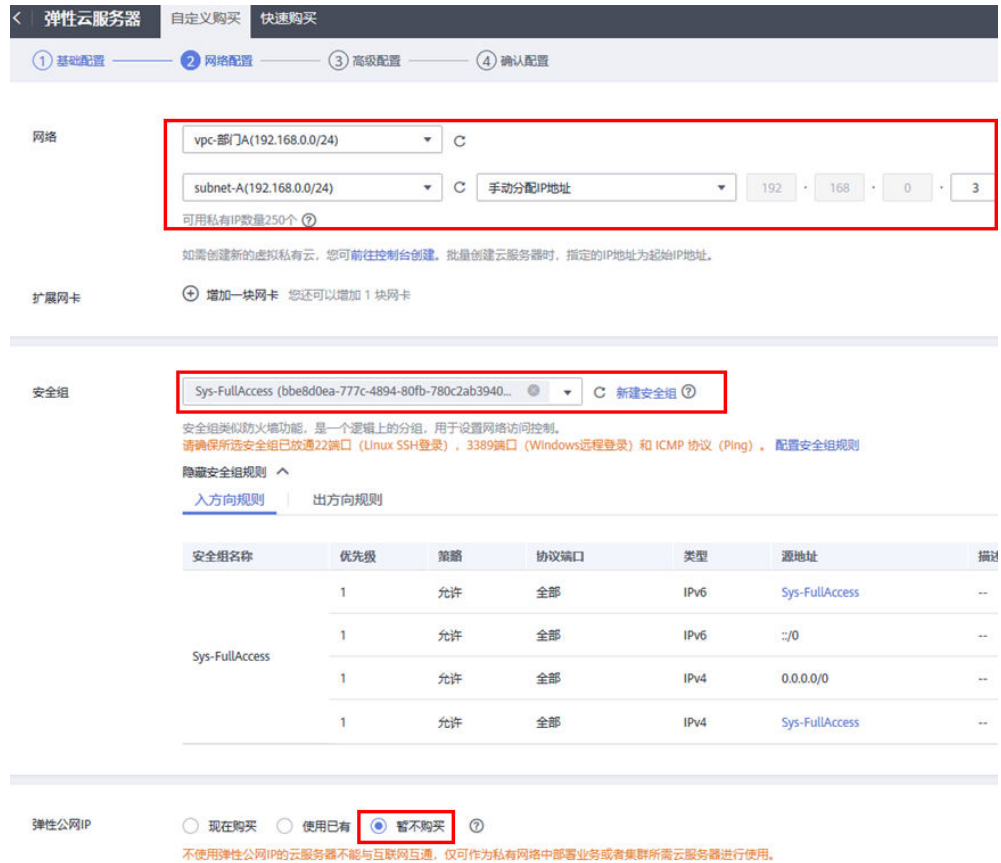 < 弹性云服务器 自定义购买 快速购买
1 基础配置 2 网络配置 3 高级配置 4 确认配置
网络 vpc-部门A(192.168.0.0/24)
subnet-A(192.168.0.0/24) 手动分配IP地址 192 · 168 · 0 · 3
可用私有IP数量250个 ?
如需创建新的虚拟私有云，您可前往控制台创建。批量创建云服务器时，指定的IP地址为起始IP地址。
扩展网卡 增加一块网卡 您还可以增加 1 块网卡
安全组 Sys-FullAccess (bbe8d0ea-777c-4894-80fb-780c2ab3940... 新建安全组 ?
安全组类似防火墙功能，是一个逻辑上的分组，用于设置网络访问控制。
请确保所选安全组已放通22端口（Linux SSH登录），3389端口（Windows远程登录）和 ICMP 协议（Ping）。 配置安全组规则
隐藏安全组规则
入方向规则 出方向规则
安全组名称 优先级 策略 协议端口 类型 源地址 描述
1 允许 全部 IPv6 Sys-FullAccess --
1 允许 全部 IPv6 ::/0 --
Sys-FullAccess
1 允许 全部 IPv4 0.0.0.0/0 --
1 允许 全部 IPv4 Sys-FullAccess --
弹性公网IP 现在购买 使用已有 暂不购买 ?
不使用弹性公网IP的云服务器不能与互联网互通，仅可作为私有网络中部署业务或者集群所需云服务器进行使用。